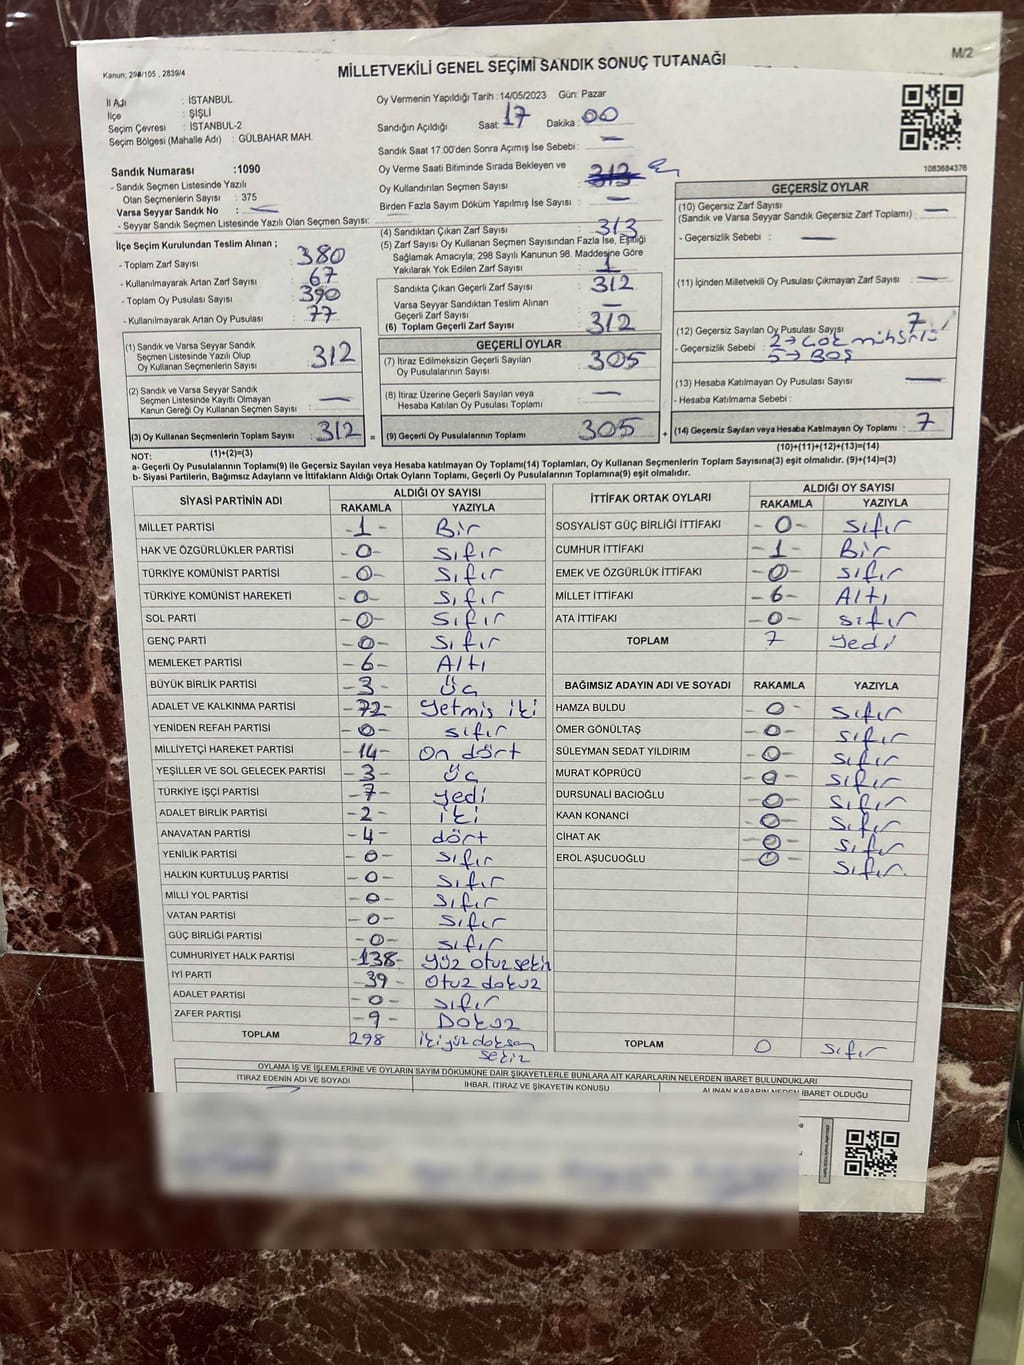 Kanun; 298/105 , 2839/4
MİLLETVEKİLİ GENEL SEÇİMİ SANDIK SONUÇ TUTANAĞI
M/2
İl Adı : İSTANBUL
İlçe : ŞİŞLİ
Seçim Çevresi : İSTANBUL-2
Seçim Bölgesi (Mahalle Adı) : GÜLBAHAR MAH.
Sandık Numarası :1090
- Sandık Seçmen Listesinde Yazılı
Olan Seçmenlerin Sayısı : 375
Varsa Seyyar Sandık No : —
- Seyyar Sandık Seçmen Listesinde Yazılı Olan Seçmen Sayısı:
İlçe Seçim Kurulundan Teslim Alınan ;
- Toplam Zarf Sayısı : 380
- Kullanılmayarak Artan Zarf Sayısı : 67
- Toplam Oy Pusulası Sayısı : 390
- Kullanılmayarak Artan Oy Pusulası : 77
(1) Sandık ve Varsa Seyyar Sandık
Seçmen Listesinde Yazılı Olup
Oy Kullanan Seçmenlerin Sayısı : 312
(2) Sandık ve Varsa Seyyar Sandık
Seçmen Listesinde Kayıtlı Olmayan
Kanun Gereği Oy Kullanan Seçmen Sayısı : —
(3) Oy Kullanan Seçmenlerin Toplam Sayısı : 312
(1)+(2)=(3)
Oy Vermenin Yapıldığı Tarih : 14/05/2023 Gün: Pazar
Sandığın Açıldığı Saat: 17 Dakika : 00
Sandık Saat 17.00'den Sonra Açılmış İse Sebebi : —
Oy Verme Saati Bitiminde Sırada Bekleyen ve
Oy Kullandırılan Seçmen Sayısı : 313
Birden Fazla Sayım Döküm Yapılmış İse Sayısı : —
(4) Sandıktan Çıkan Zarf Sayısı : 313
(5) Zarf Sayısı Oy Kullanan Seçmen Sayısından Fazla İse, Eşitliği
Sağlamak Amacıyla; 298 Sayılı Kanunun 98. Maddesine Göre
Yakılarak Yok Edilen Zarf Sayısı : 1
Sandıkta Çıkan Geçerli Zarf Sayısı : 312
Varsa Seyyar Sandıktan Teslim Alınan
Geçerli Zarf Sayısı : —
(6) Toplam Geçerli Zarf Sayısı : 312
GEÇERLİ OYLAR
(7) İtiraz Edilmeksizin Geçerli Sayılan
Oy Pusulalarının Sayısı : 305
(8) İtiraz Üzerine Geçerli Sayılan veya
Hesaba Katılan Oy Pusulası Toplamı : —
= (9) Geçerli Oy Pusulalarının Toplamı : 305
1083684376
GEÇERSİZ OYLAR
(10) Geçersiz Zarf Sayısı
(Sandık ve Varsa Seyyar Sandık Geçersiz Zarf Toplamı) : —
- Geçersizlik Sebebi : —
(11) İçinden Milletvekili Oy Pusulası Çıkmayan Zarf Sayısı : —
(12) Geçersiz Sayılan Oy Pusulası Sayısı : 7
- Geçersizlik Sebebi : 2→çok mühürlü
5→BOŞ
(13) Hesaba Katılmayan Oy Pusulası Sayısı : —
- Hesaba Katılmama Sebebi :
+ (14) Geçersiz Sayılan veya Hesaba Katılmayan Oy Toplamı : 7
(10)+(11)+(12)+(13)=(14)
NOT:
a- Geçerli Oy Pusulalarının Toplamı(9) ile Geçersiz Sayılan veya Hesaba katılmayan Oy Toplamı(14) Toplamları, Oy Kullanan Seçmenlerin Toplam Sayısına(3) eşit olmalıdır. (9)+(14)=(3)
b- Siyasi Partilerin, Bağımsız Adayların ve İttifakların Aldığı Ortak Oyların Toplamı, Geçerli Oy Pusulalarının Toplamına(9) eşit olmalıdır.
SİYASİ PARTİNİN ADI ALDIĞI OY SAYISI
RAKAMLA YAZIYLA
MİLLET PARTİSİ -1- Bir
HAK VE ÖZGÜRLÜKLER PARTİSİ -0- sıfır
TÜRKİYE KOMÜNİST PARTİSİ -0- sıfır
TÜRKİYE KOMÜNİST HAREKETİ -0- sıfır
SOL PARTİ -0- sıfır
GENÇ PARTİ -0- sıfır
MEMLEKET PARTİSİ -6- Altı
BÜYÜK BİRLİK PARTİSİ -3- üç
ADALET VE KALKINMA PARTİSİ -72- yetmiş iki
YENİDEN REFAH PARTİSİ -0- sıfır
MİLLİYETÇİ HAREKET PARTİSİ -14- on dört
YEŞİLLER VE SOL GELECEK PARTİSİ -3- üç
TÜRKİYE İŞÇİ PARTİSİ -7- yedi
ADALET BİRLİK PARTİSİ -2- iki
ANAVATAN PARTİSİ -4- dört
YENİLİK PARTİSİ -0- sıfır
HALKIN KURTULUŞ PARTİSİ -0- sıfır
MİLLİ YOL PARTİSİ -0- sıfır
VATAN PARTİSİ -0- sıfır
GÜÇ BİRLİĞİ PARTİSİ -0- sıfır
CUMHURİYET HALK PARTİSİ -138- yüz otuz sekiz
İYİ PARTİ -39- otuz dokuz
ADALET PARTİSİ -0- sıfır
ZAFER PARTİSİ -9- Dokuz
TOPLAM 298 ikiyüz doksan
sekiz
İTTİFAK ORTAK OYLARI ALDIĞI OY SAYISI
RAKAMLA YAZIYLA
SOSYALİST GÜÇ BİRLİĞİ İTTİFAKI -0- sıfır
CUMHUR İTTİFAKI -1- Bir
EMEK VE ÖZGÜRLÜK İTTİFAKI -0- sıfır
MİLLET İTTİFAKI -6- Altı
ATA İTTİFAKI -0- sıfır
TOPLAM 7 yedi
BAĞIMSIZ ADAYIN ADI VE SOYADI RAKAMLA YAZIYLA
HAMZA BULDU -0- sıfır
ÖMER GÖNÜLTAŞ -0- sıfır
SÜLEYMAN SEDAT YILDIRIM -0- sıfır
MURAT KÖPRÜCÜ -0- sıfır
DURSUNALİ BACIOĞLU -0- sıfır
KAAN KONANCİ -0- sıfır
CİHAT AK -0- sıfır
EROL AŞUCUOĞLU -0- sıfır.
TOPLAM 0 sıfır
OYLAMA İŞ VE İŞLEMLERİNE VE OYLARIN SAYIM DÖKÜMÜNE DAİR ŞİKAYETLERLE BUNLARA AİT KARARLARIN NELERDEN İBARET BULUNDUKLARI
İTİRAZ EDENİN ADI VE SOYADI İHBAR, İTİRAZ VE ŞİKAYETİN KONUSU ALINAN KARARIN NEDEN İBARET OLDUĞU